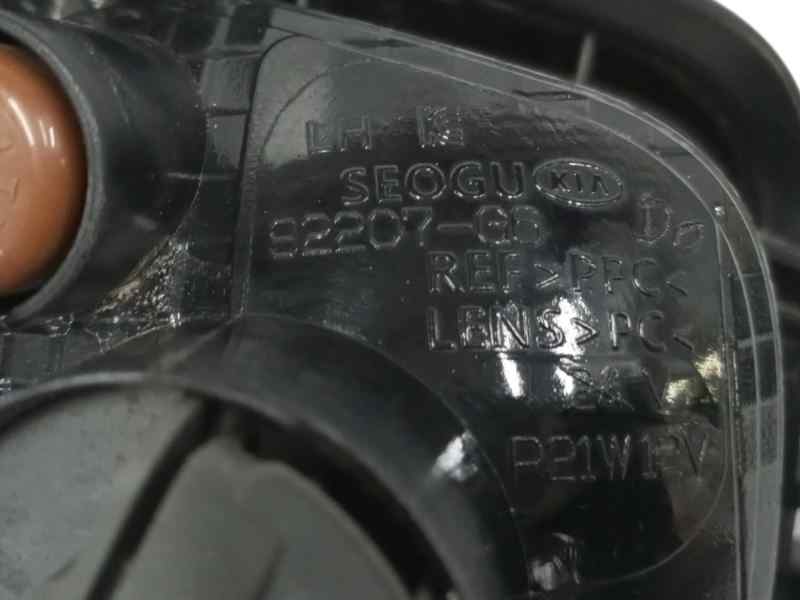 LH
SEOGU KIA
92207-G6
REF>PPC<
LENS>PC<
P21W12V